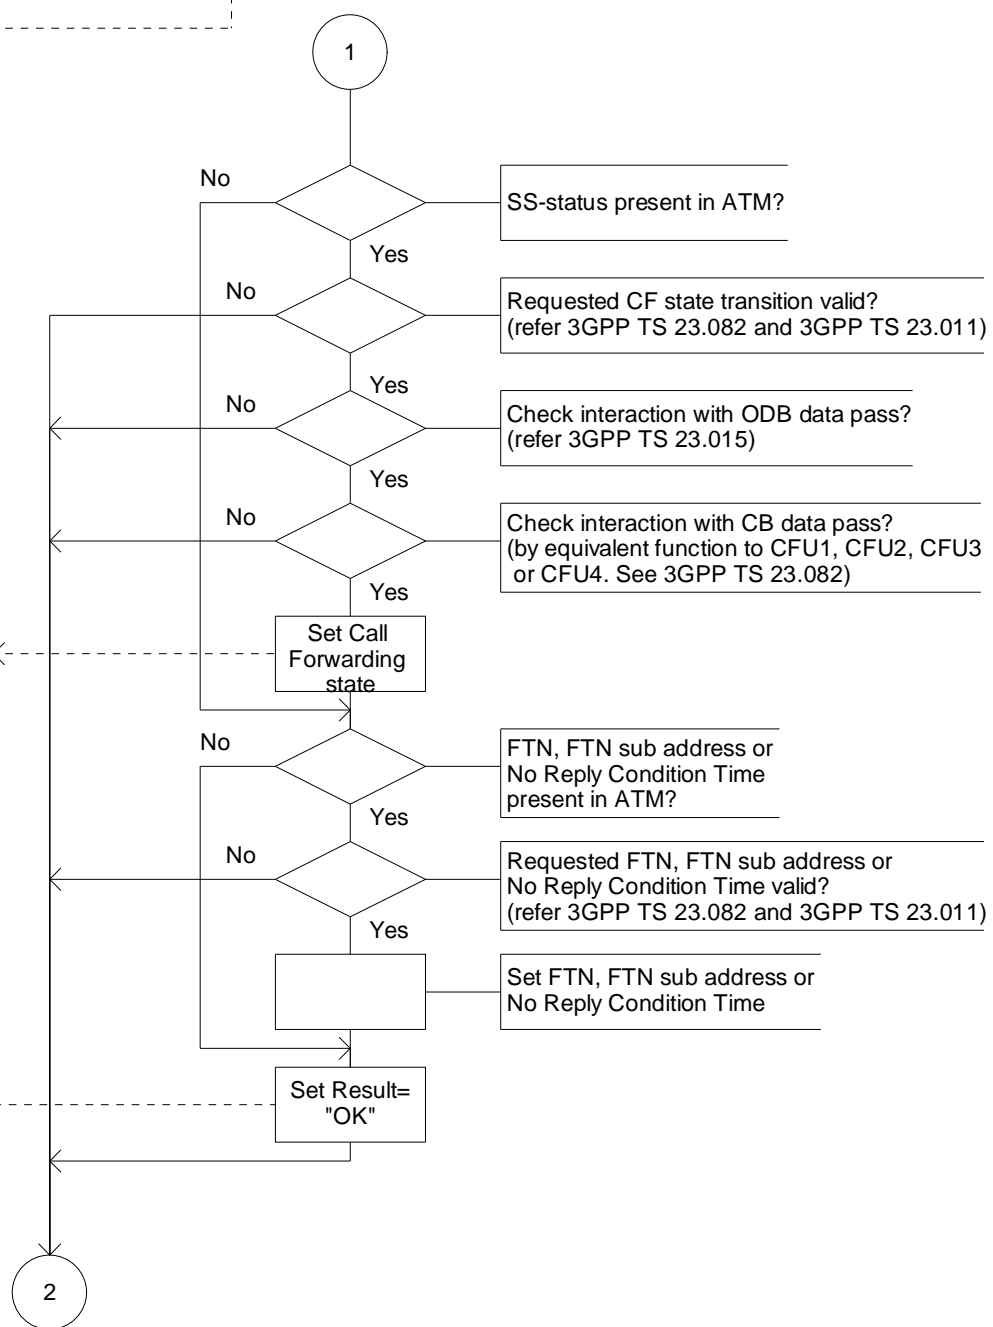 1
No
SS-status present in ATM?
Yes
No
Requested CF state transition valid?
(refer 3GPP TS 23.082 and 3GPP TS 23.011)
Yes
No
Check interaction with ODB data pass?
(refer 3GPP TS 23.015)
Yes
No
Check interaction with CB data pass?
(by equivalent function to CFU1, CFU2, CFU3
or CFU4. See 3GPP TS 23.082)
Yes
Set Call
Forwarding
state
No
FTN, FTN sub address or
No Reply Condition Time
present in ATM?
Yes
No
Requested FTN, FTN sub address or
No Reply Condition Time valid?
(refer 3GPP TS 23.082 and 3GPP TS 23.011)
Yes
Set FTN, FTN sub address or
No Reply Condition Time
Set Result=
"OK"
2